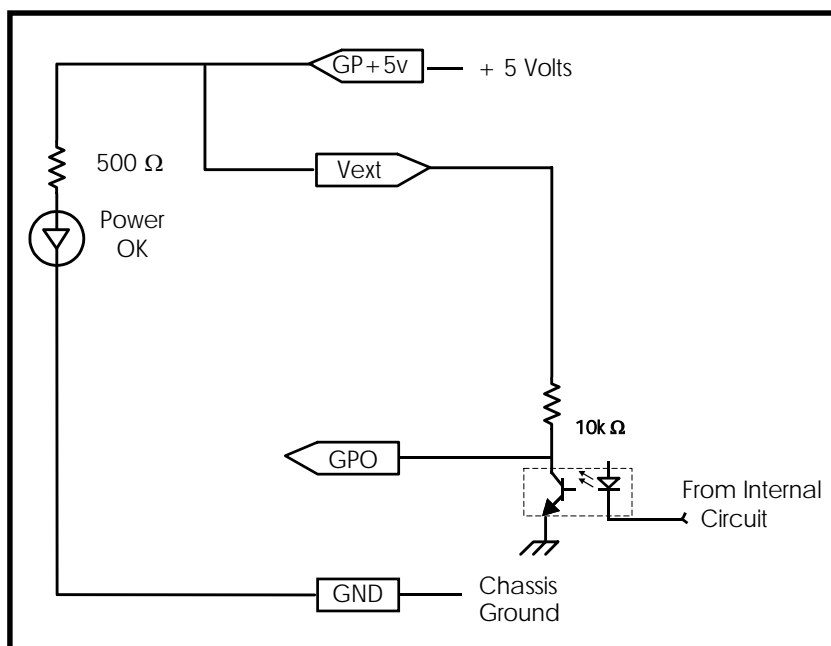 GP+5v
+ 5 Volts
500 Ω
Vext
Power
OK
10k Ω
GPO
From Internal
Circuit
GND
Chassis
Ground